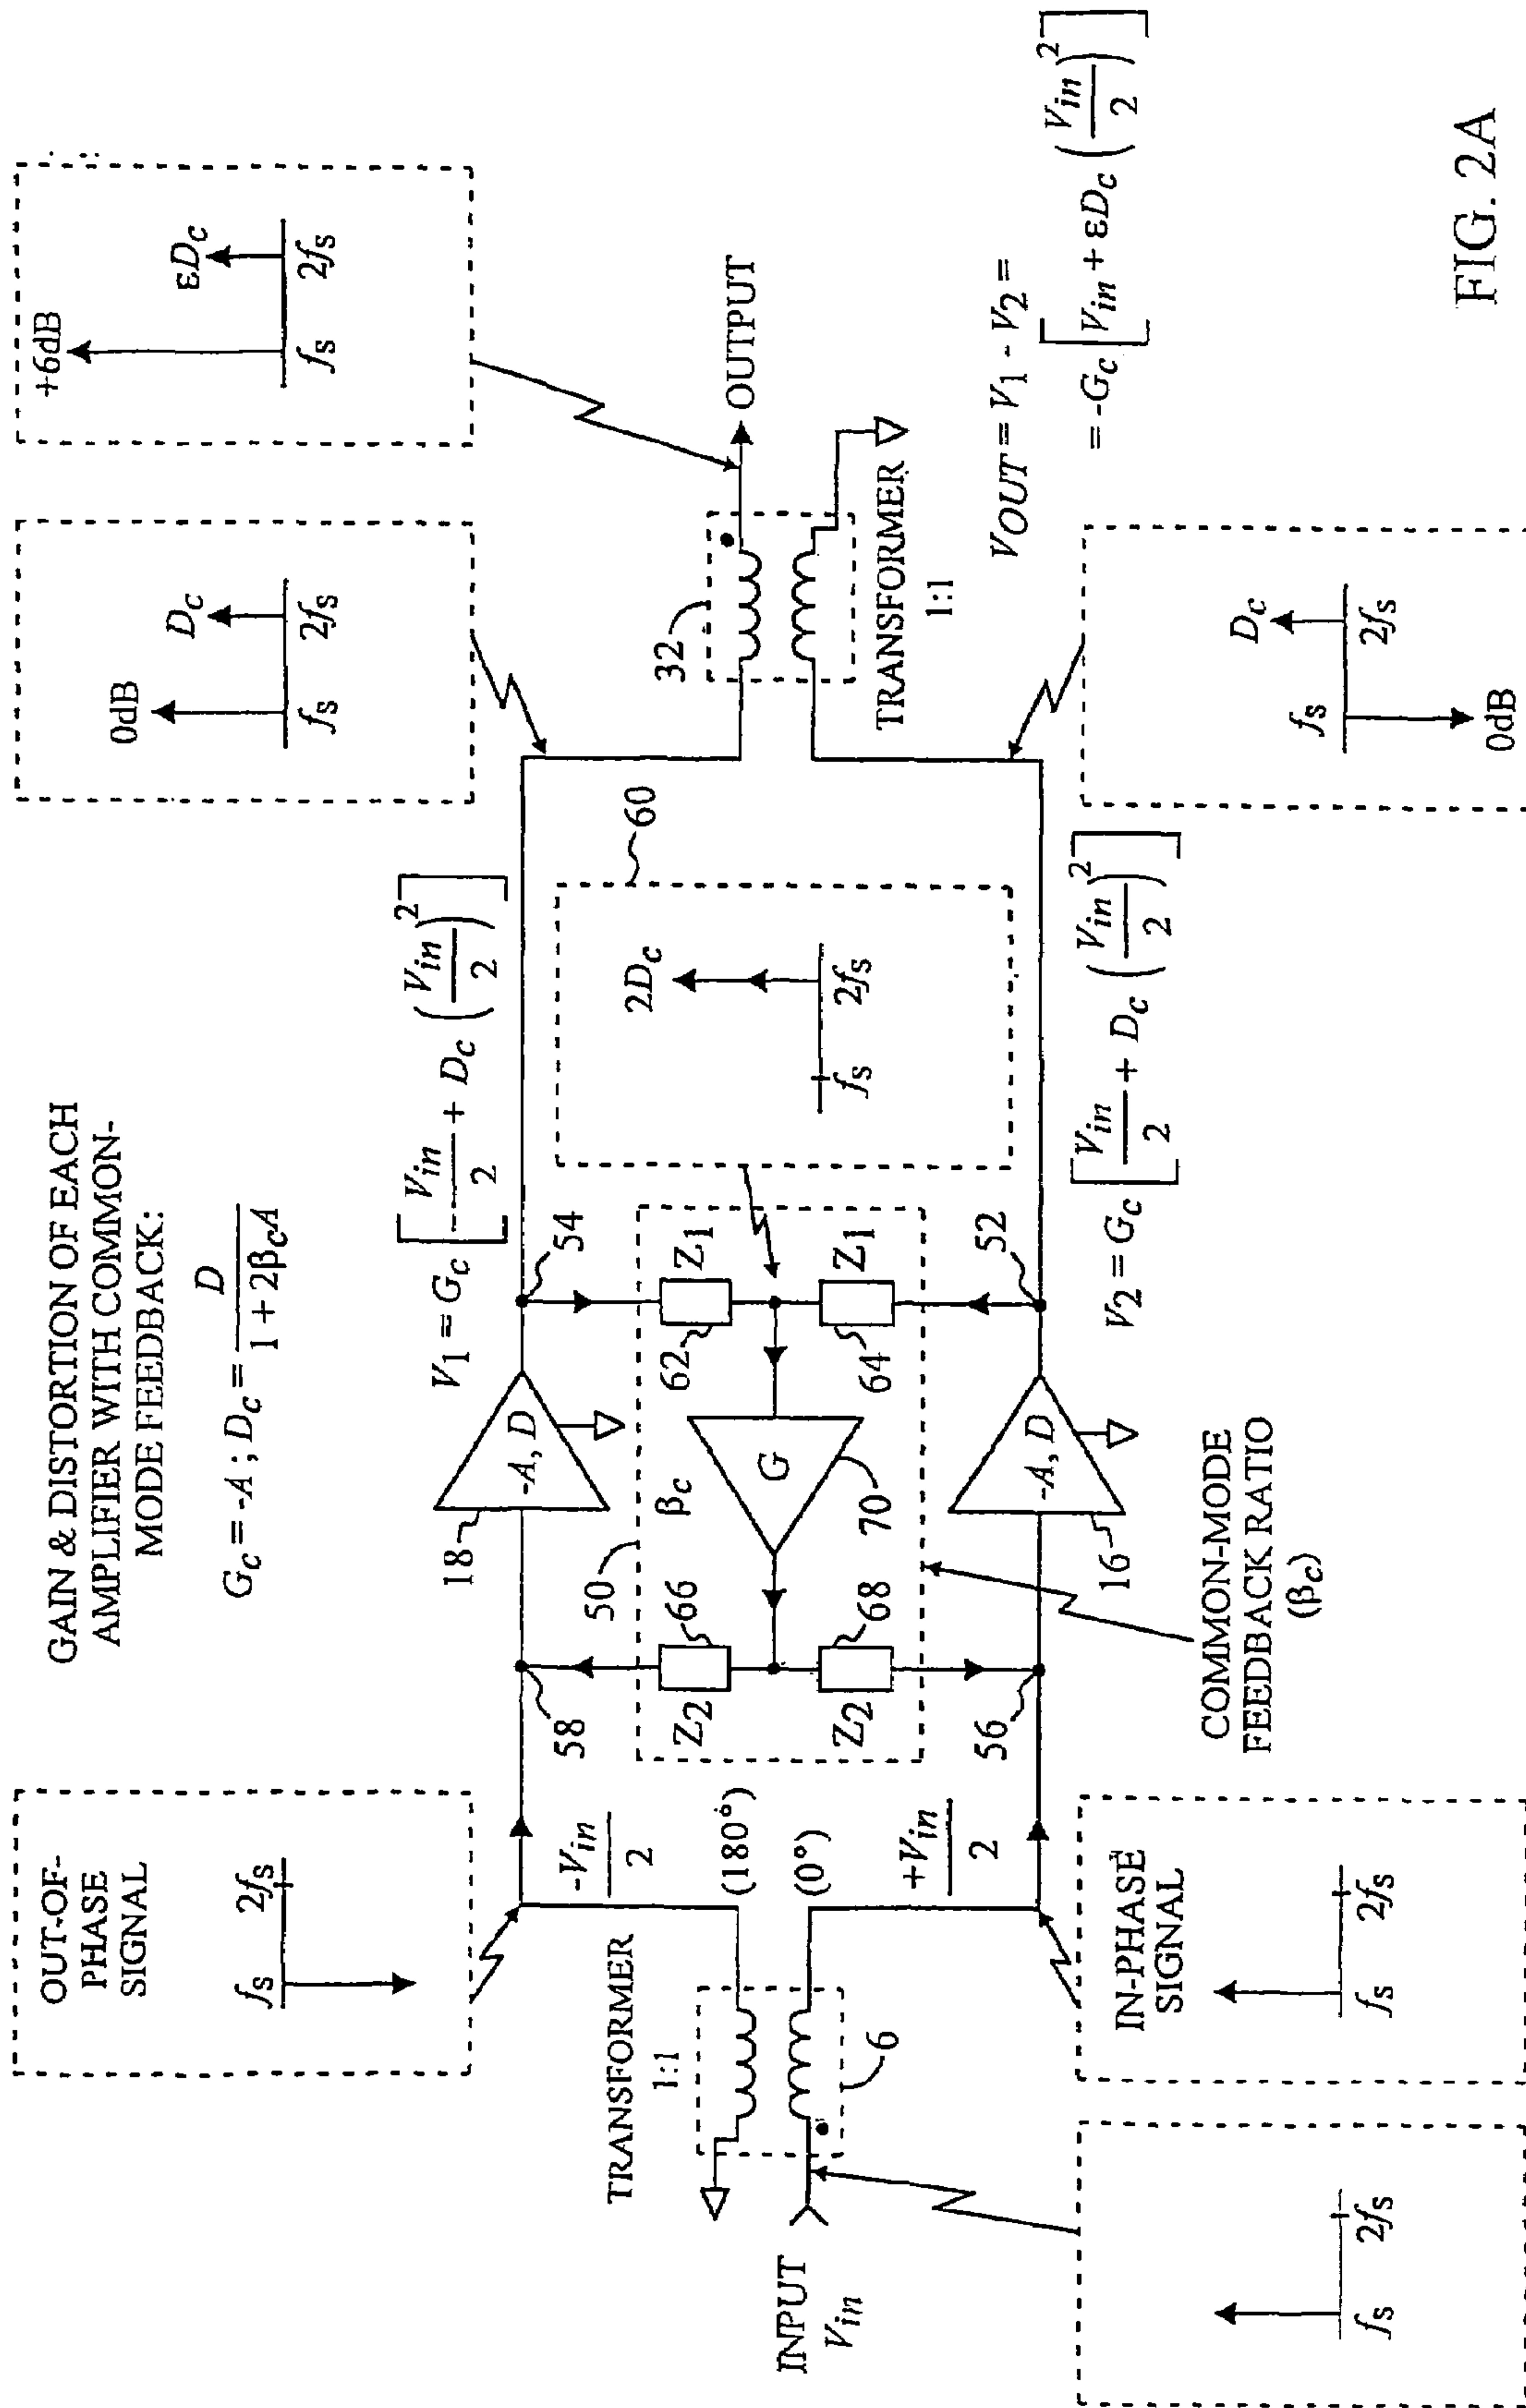 GAIN & DISTORTION OF EACH
AMPLIFIER WITH COMMON-
MODE FEEDBACK:
G_c = -A ; D_c = D / (1 + 2β_cA)
OUT-OF-
PHASE
SIGNAL
f_s 2f_s
0dB
D_c
f_s 2f_s
+6dB
εD_c
f_s 2f_s
V_1 = G_c [-V_in/2 + D_c (V_in/2)^2]
18
-A, D
54
58
-V_in/2
(180°)
TRANSFORMER
1:1
50
66
Z_2
β_c
62
Z_1
60
2D_c
f_s 2f_s
32
OUTPUT
G
70
INPUT
V_in
6
(0°)
+V_in/2
Z_2
68
64
Z_1
TRANSFORMER
1:1
56
16
-A, D
52
V_2 = G_c [V_in/2 + D_c (V_in/2)^2]
V_OUT = V_1 - V_2 =
= -G_c [V_in + εD_c (V_in/2)^2]
COMMON-MODE
FEEDBACK RATIO
(β_c)
f_s 2f_s
IN-PHASE
SIGNAL
f_s 2f_s
f_s
D_c
2f_s
0dB
FIG. 2A